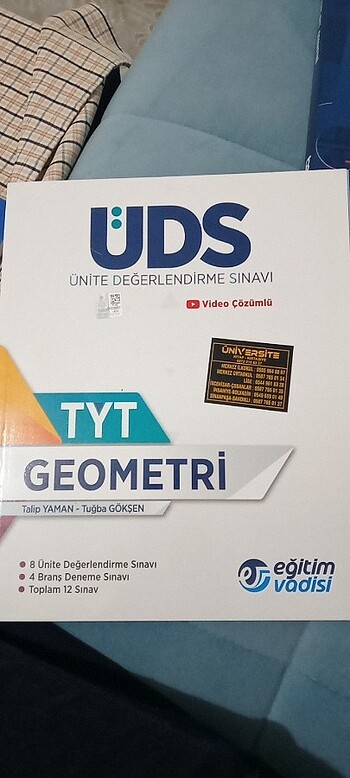 ÜDS
ÜNİTE DEĞERLENDİRME SINAVI
Video Çözümlü
ÜNİVERSİTE
TYT
GEOMETRİ
Talip YAMAN - Tuğba GÖKŞEN
8 Ünite Değerlendirme Sınavı
4 Branş Deneme Sınavı
Toplam 12 Sınav
eğitim
vadisi